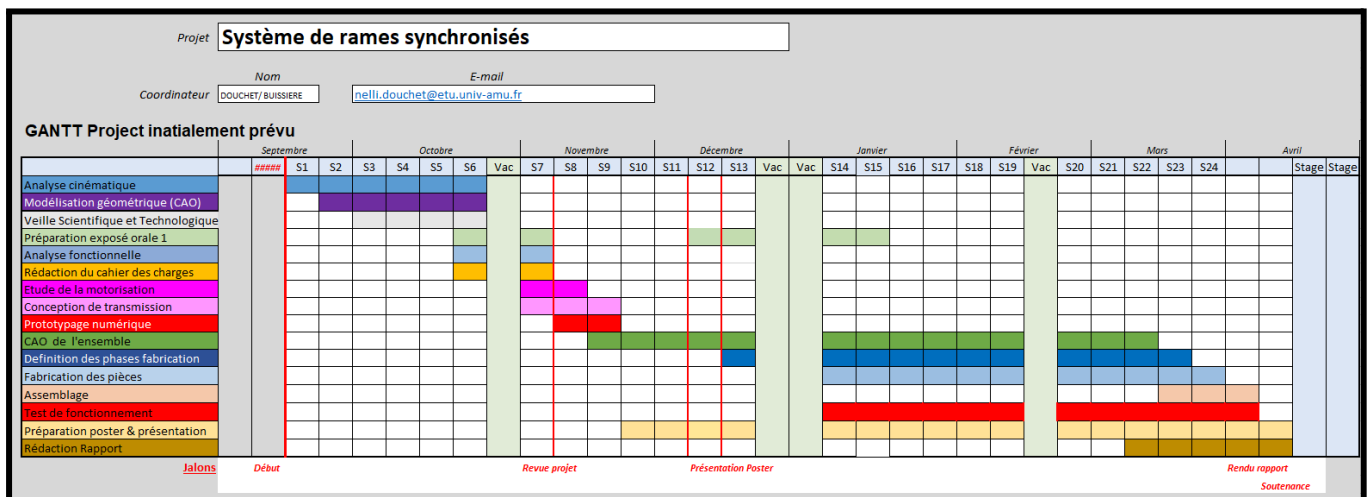 Projet Système de rames synchronisés
Nom E-mail
Coordinateur DOUCHET/ BUISSIERE nelli.douchet@etu.univ-amu.fr
GANTT Project inatialement prévu
Septembre Octobre Novembre Décembre Janvier Février Mars Avril
##### S1 S2 S3 S4 S5 S6 Vac S7 S8 S9 S10 S11 S12 S13 Vac Vac S14 S15 S16 S17 S18 S19 Vac S20 S21 S22 S23 S24 Stage Stage
Analyse cinématique
Modélisation géométrique (CAO)
Veille Scientifique et Technologique
Préparation exposé orale 1
Analyse fonctionnelle
Rédaction du cahier des charges
Etude de la motorisation
Conception de transmission
Prototypage numérique
CAO de l'ensemble
Definition des phases fabrication
Fabrication des pièces
Assemblage
Test de fonctionnement
Préparation poster & présentation
Rédaction Rapport
Jalons Début Revue projet Présentation Poster Rendu rapport
Soutenance